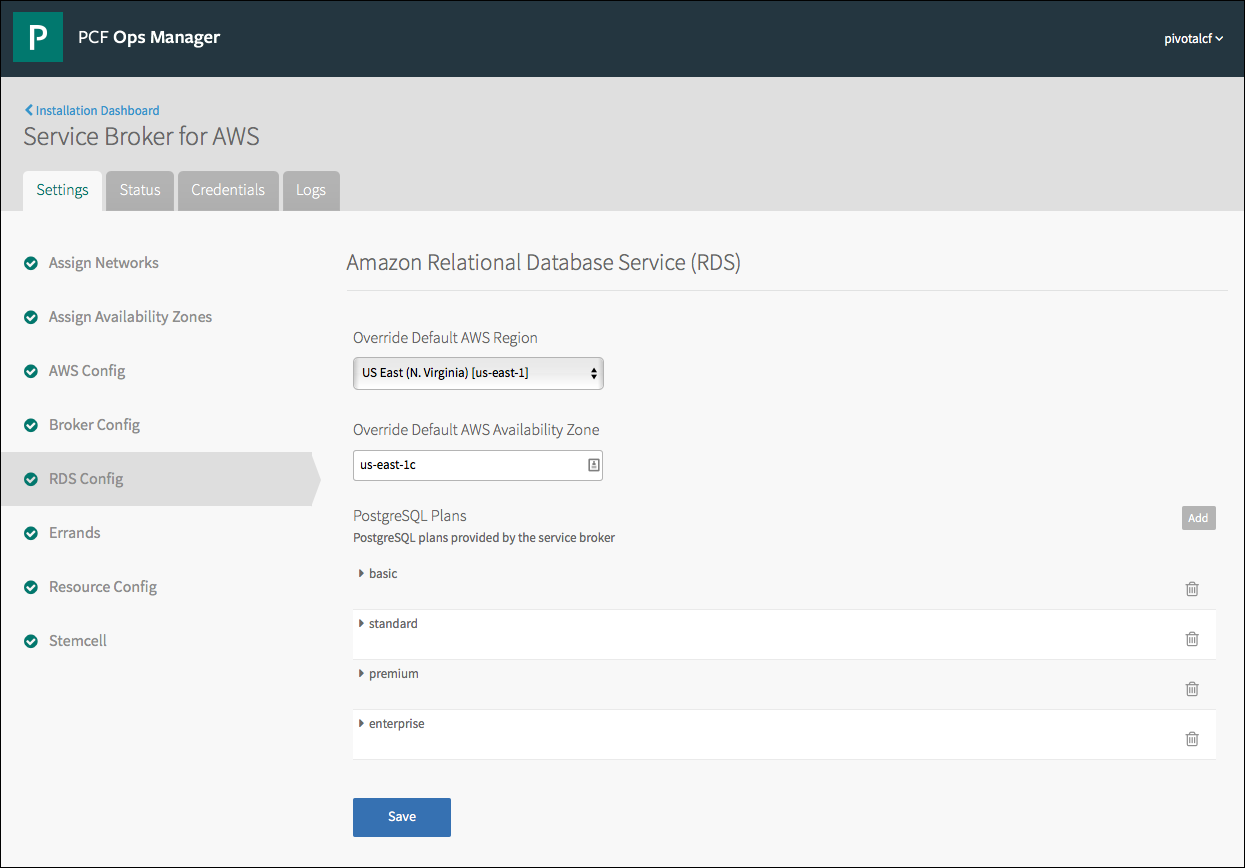 P
PCF Ops Manager
pivotalcf
Installation Dashboard
Service Broker for AWS
Settings
Status
Credentials
Logs
Assign Networks
Assign Availability Zones
AWS Config
Broker Config
RDS Config
Errands
Resource Config
Stemcell
Amazon Relational Database Service (RDS)
Override Default AWS Region
US East (N. Virginia) [us-east-1]
Override Default AWS Availability Zone
us-east-1c
PostgreSQL Plans
Add
PostgreSQL plans provided by the service broker
basic
standard
premium
enterprise
Save